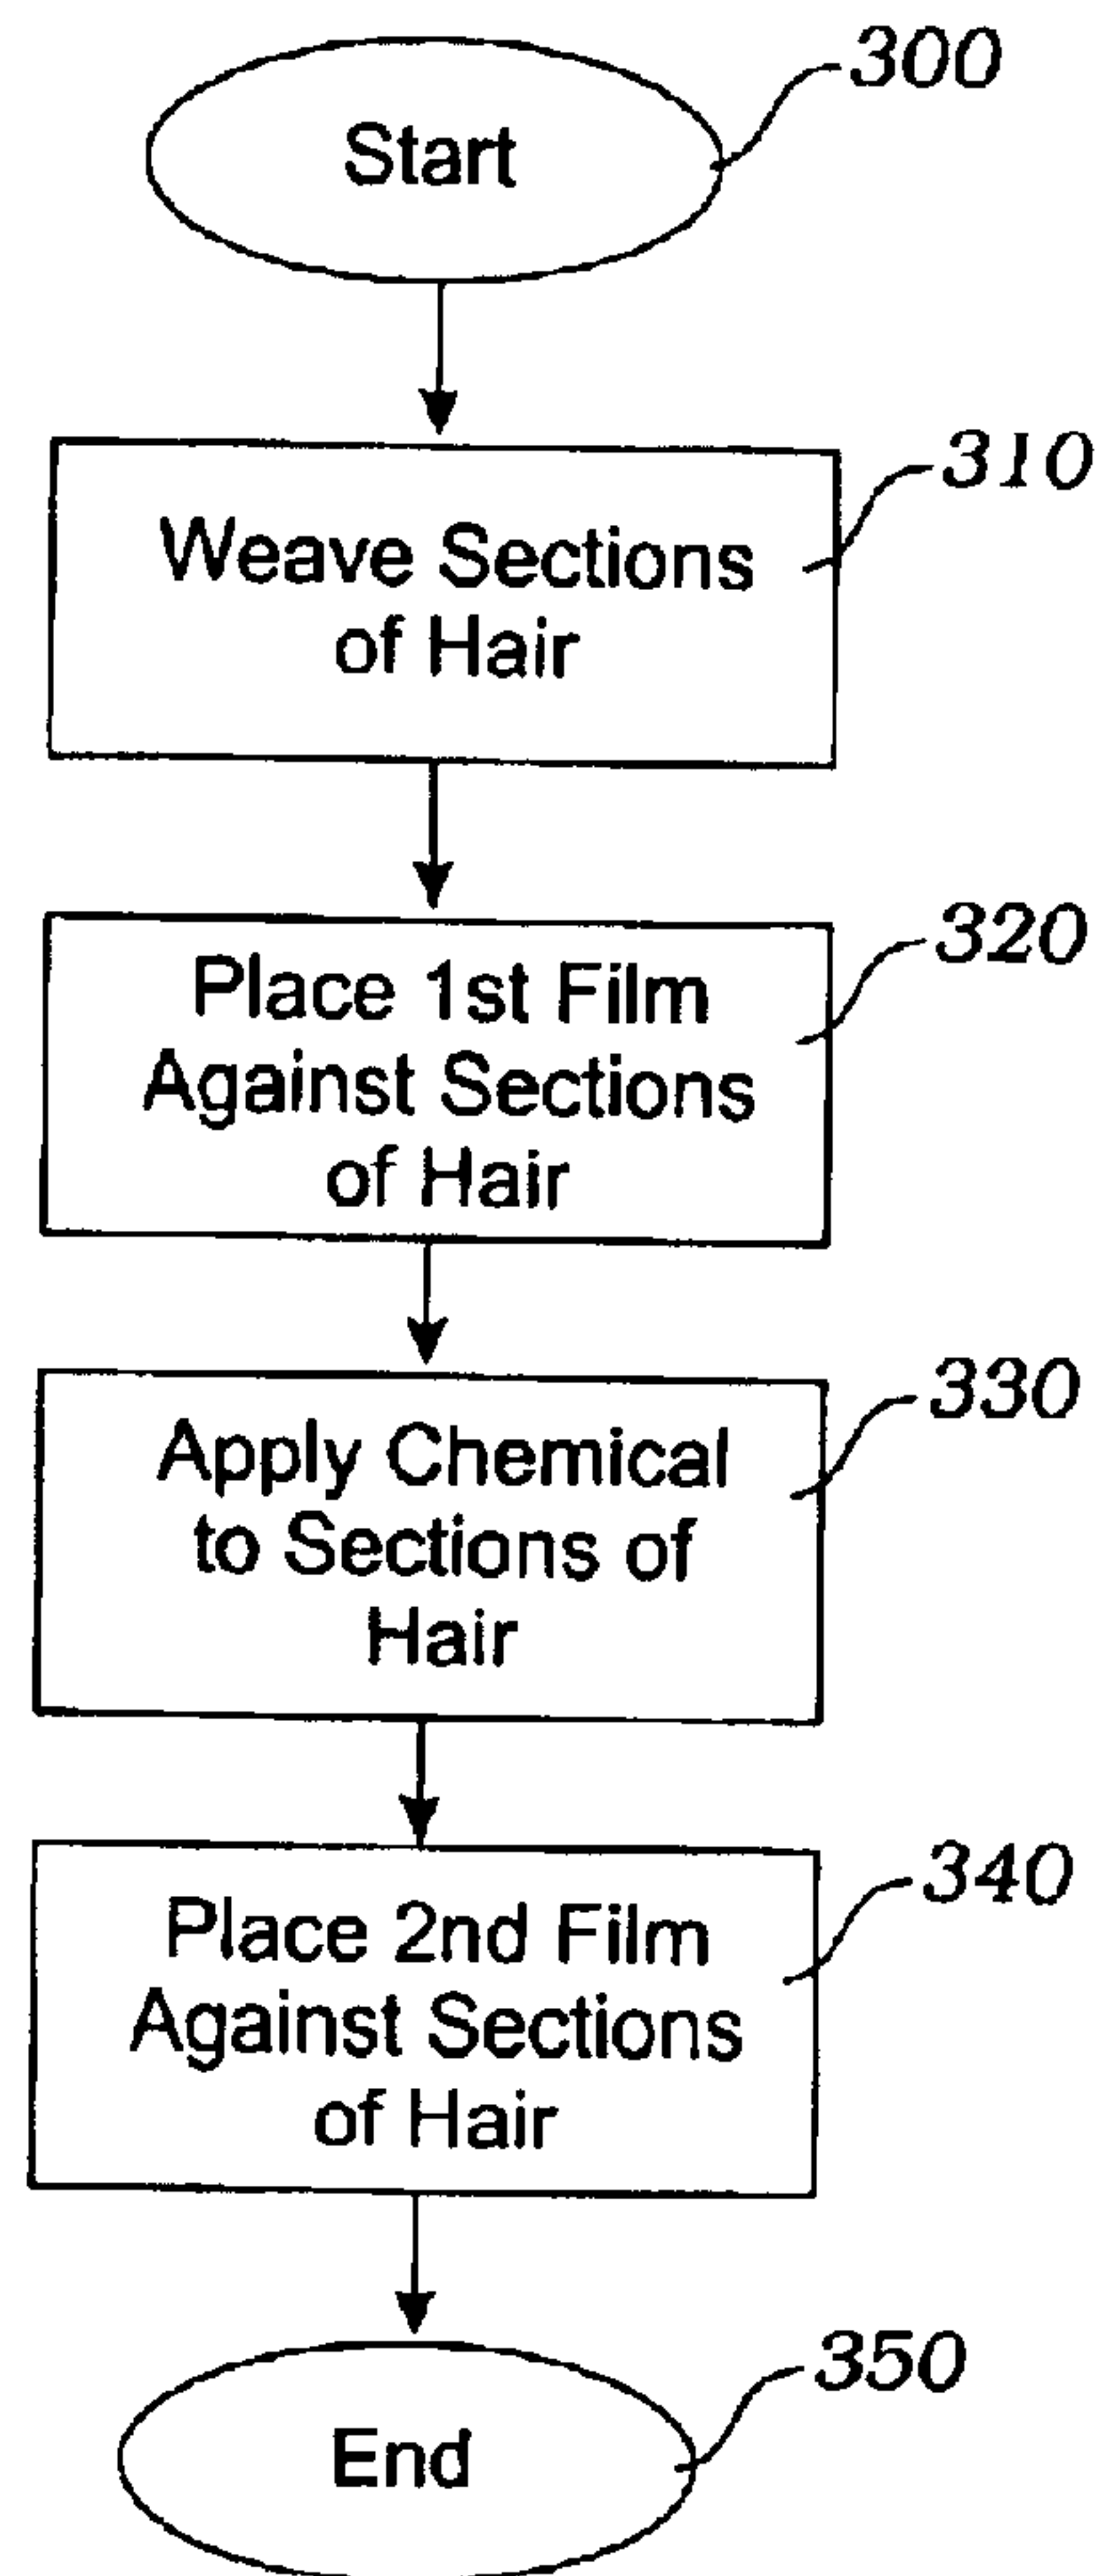 300
Start
310
Weave Sections
of Hair
320
Place 1st Film
Against Sections
of Hair
330
Apply Chemical
to Sections of
Hair
340
Place 2nd Film
Against Sections
of Hair
350
End